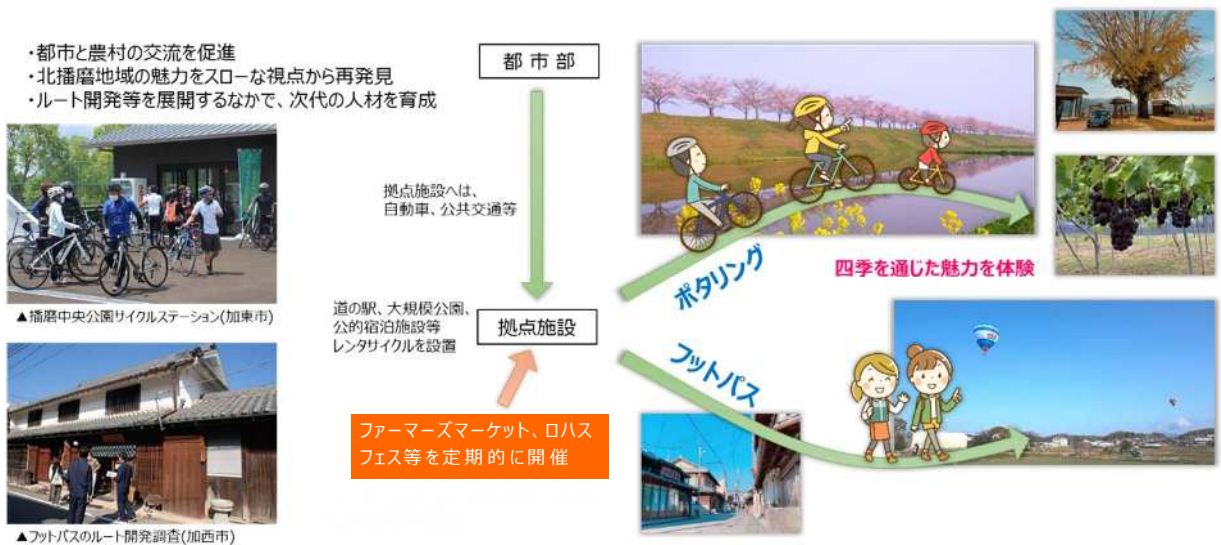 ・都市と農村の交流を促進
・北播磨地域の魅力をスローな視点から再発見
・ルート開発等を展開するなかで、次代の人材を育成
▲播磨中央公園サイクルステーション(加東市)
▲フットパスのルート開発調査(加西市)
都市部
拠点施設へは、
自動車、公共交通等
道の駅、大規模公園、
公的宿泊施設等
レンタサイクルを設置
拠点施設
ファーマーズマーケット、ロハス
フェス等を定期的に開催
ポタリング
四季を通じた魅力を体験
フットパス